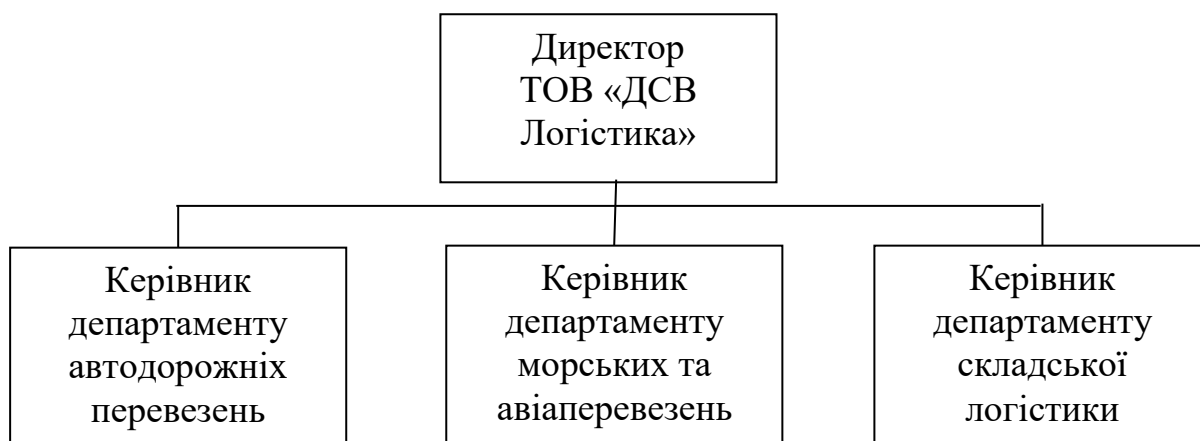 Директор
ТОВ «ДСВ
Логістика»
Керівник
департаменту
автодорожніх
перевезень
Керівник
департаменту
морських та
авіаперевезень
Керівник
департаменту
складської
логістики